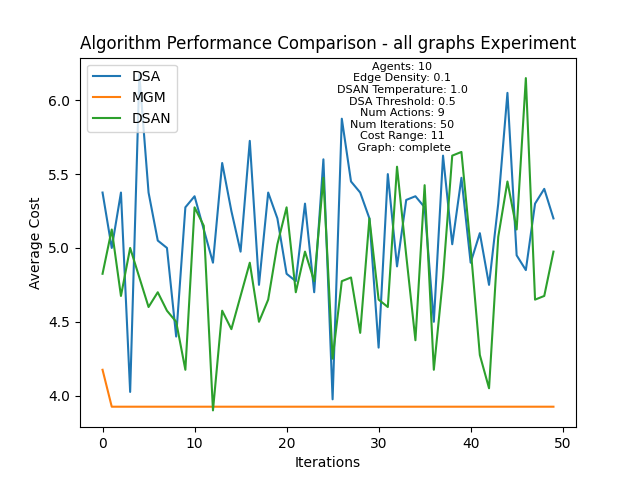 Algorithm Performance Comparison - all graphs Experiment
DSA
MGM
DSAN
Agents: 10
Edge Density: 0.1
DSAN Temperature: 1.0
DSA Threshold: 0.5
Num Actions: 9
Num Iterations: 50
Cost Range: 11
Graph: complete
Average Cost
6.0
5.5
5.0
4.5
4.0
0 10 20 30 40 50
Iterations